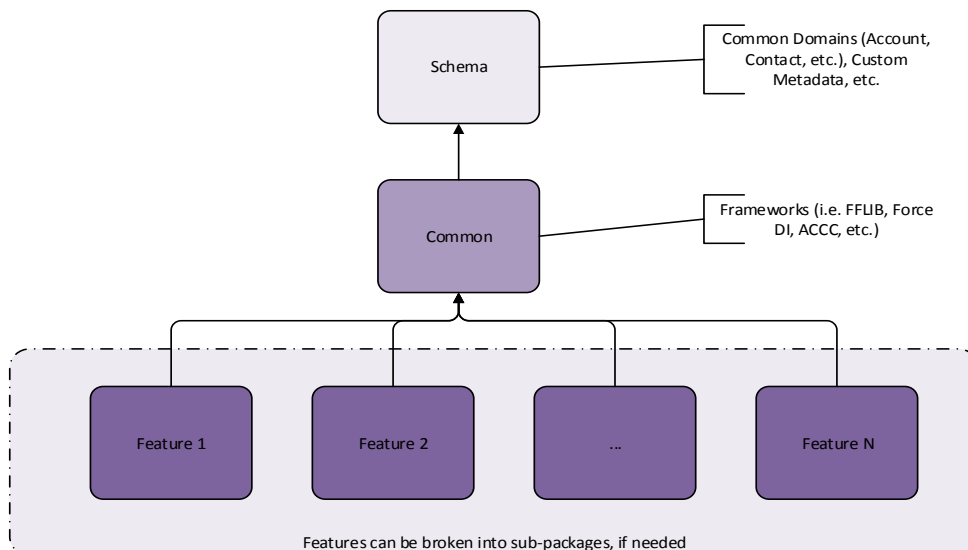 Schema
Common Domains (Account,
Contact, etc.), Custom
Metadata, etc.
Common
Frameworks (i.e. FFLIB, Force
DI, ACCC, etc.)
Feature 1
Feature 2
...
Feature N
Features can be broken into sub-packages, if needed